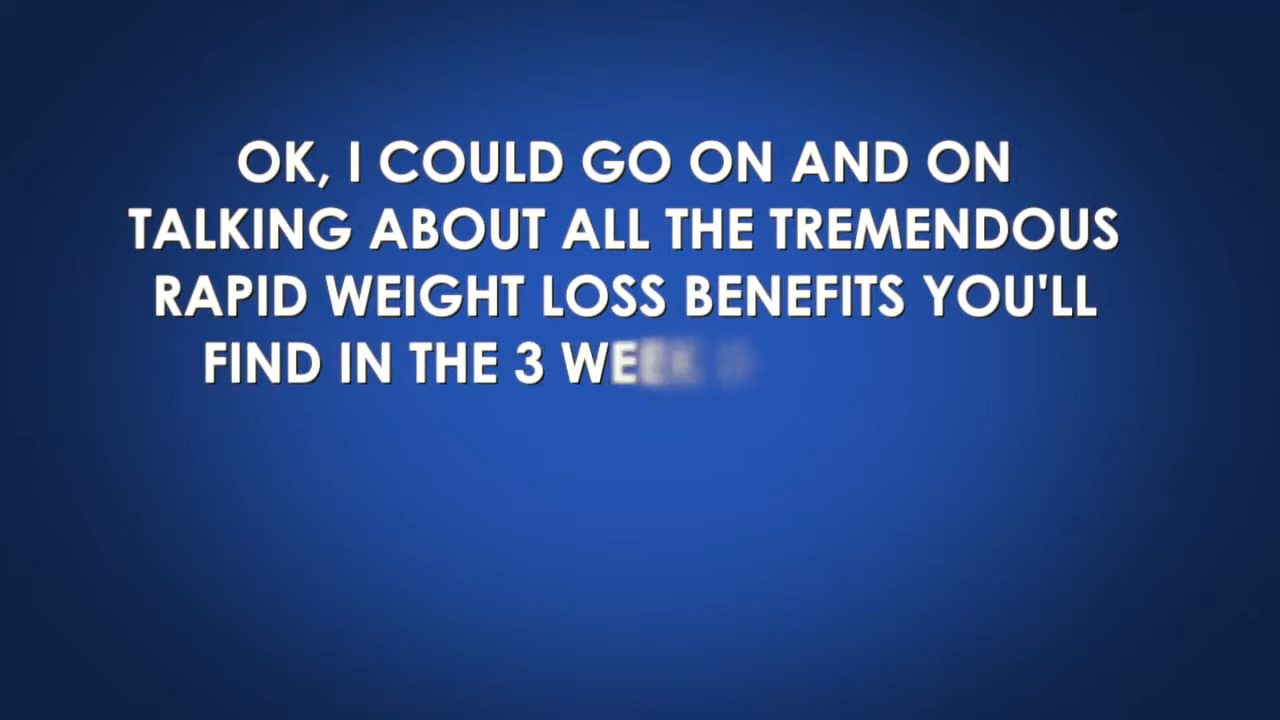 OK, I COULD GO ON AND ON
TALKING ABOUT ALL THE TREMENDOUS
RAPID WEIGHT LOSS BENEFITS YOU'LL
FIND IN THE 3 WEEK